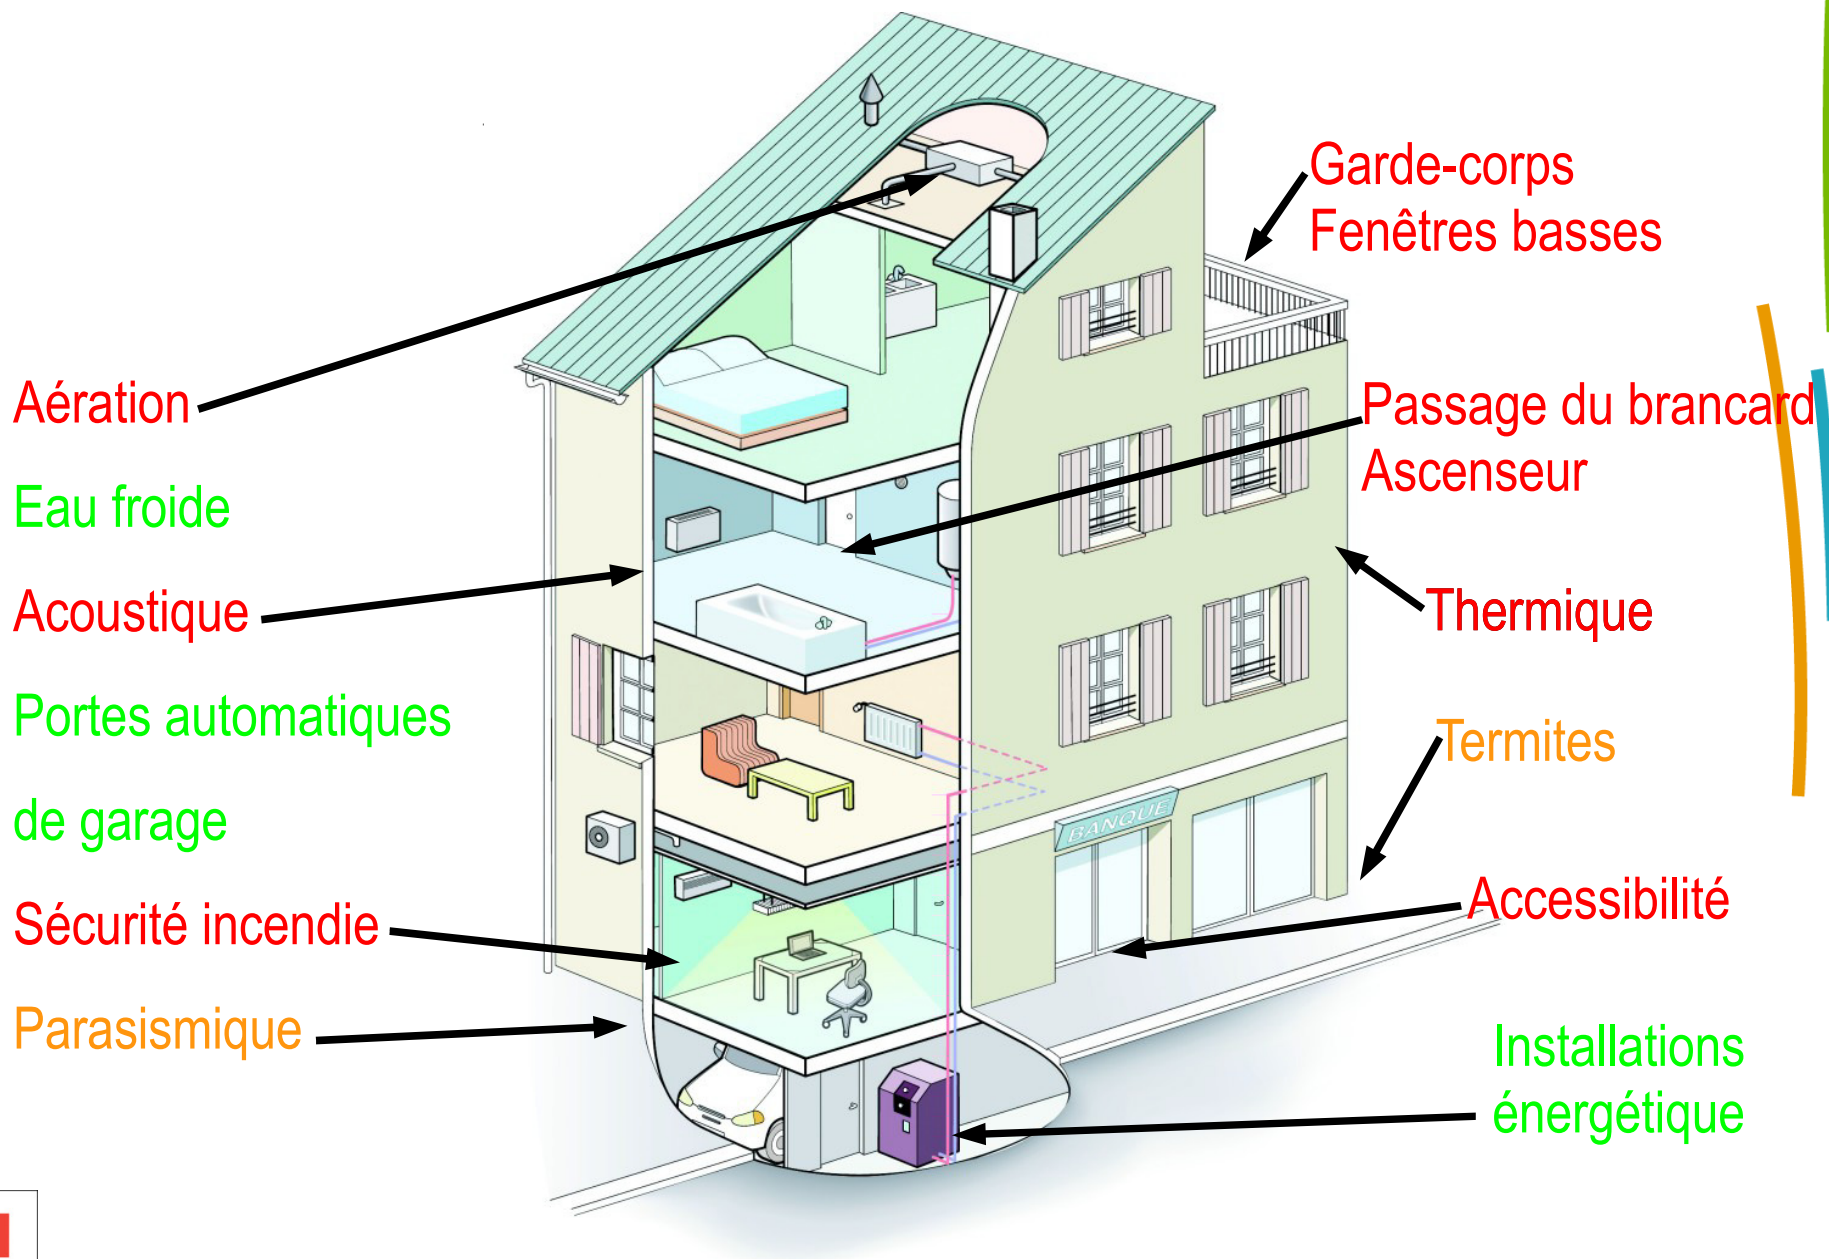 Garde-corps
Fenêtres basses
Aération
Passage du brancard
Ascenseur
Eau froide
Acoustique
Thermique
Portes automatiques
de garage
Termites
BANQUE
Sécurité incendie
Accessibilité
Parasismique
Installations
énergétique